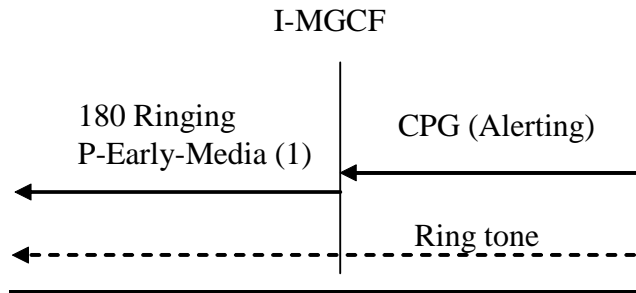 I-MGCF
180 Ringing
P-Early-Media (1)
CPG (Alerting)
Ring tone